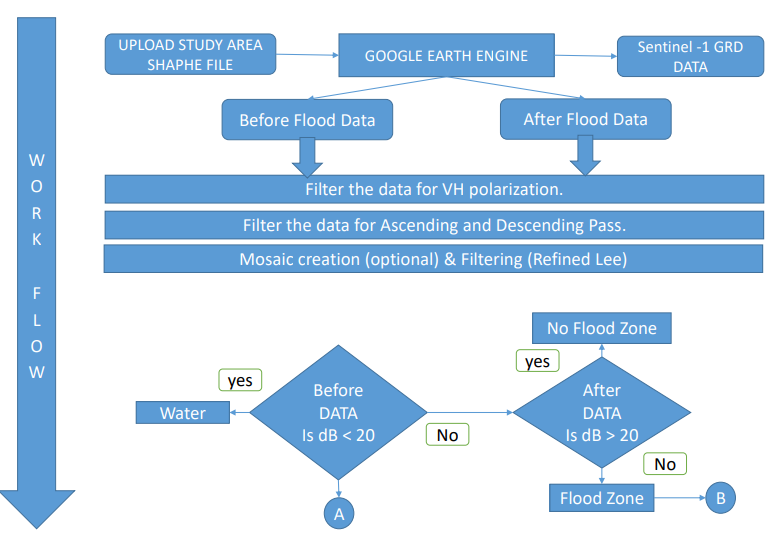 UPLOAD STUDY AREA
SHAPHE FILE
GOOGLE EARTH ENGINE
Sentinel -1 GRD
DATA
Before Flood Data
After Flood Data
Filter the data for VH polarization.
Filter the data for Ascending and Descending Pass.
Mosaic creation (optional) & Filtering (Refined Lee)
W
O
R
K
F
L
O
W
No Flood Zone
yes
yes
Before
DATA
Is dB < 20
After
DATA
Is dB > 20
Water
No
No
Flood Zone
B
A